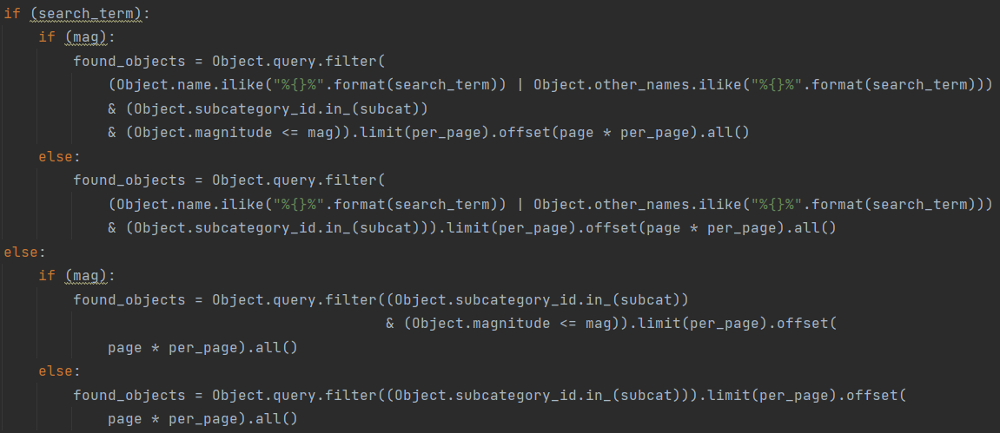 if (search_term):
    if (mag):
        found_objects = Object.query.filter(
            (Object.name.ilike("%{}%".format(search_term)) | Object.other_names.ilike("%{}%".format(search_term)))
            & (Object.subcategory_id.in_(subcat))
            & (Object.magnitude <= mag)).limit(per_page).offset(page * per_page).all()
    else:
        found_objects = Object.query.filter(
            (Object.name.ilike("%{}%".format(search_term)) | Object.other_names.ilike("%{}%".format(search_term)))
            & (Object.subcategory_id.in_(subcat))).limit(per_page).offset(page * per_page).all()
else:
    if (mag):
        found_objects = Object.query.filter((Object.subcategory_id.in_(subcat))
                                            & (Object.magnitude <= mag)).limit(per_page).offset(
            page * per_page).all()
    else:
        found_objects = Object.query.filter((Object.subcategory_id.in_(subcat))).limit(per_page).offset(
            page * per_page).all()